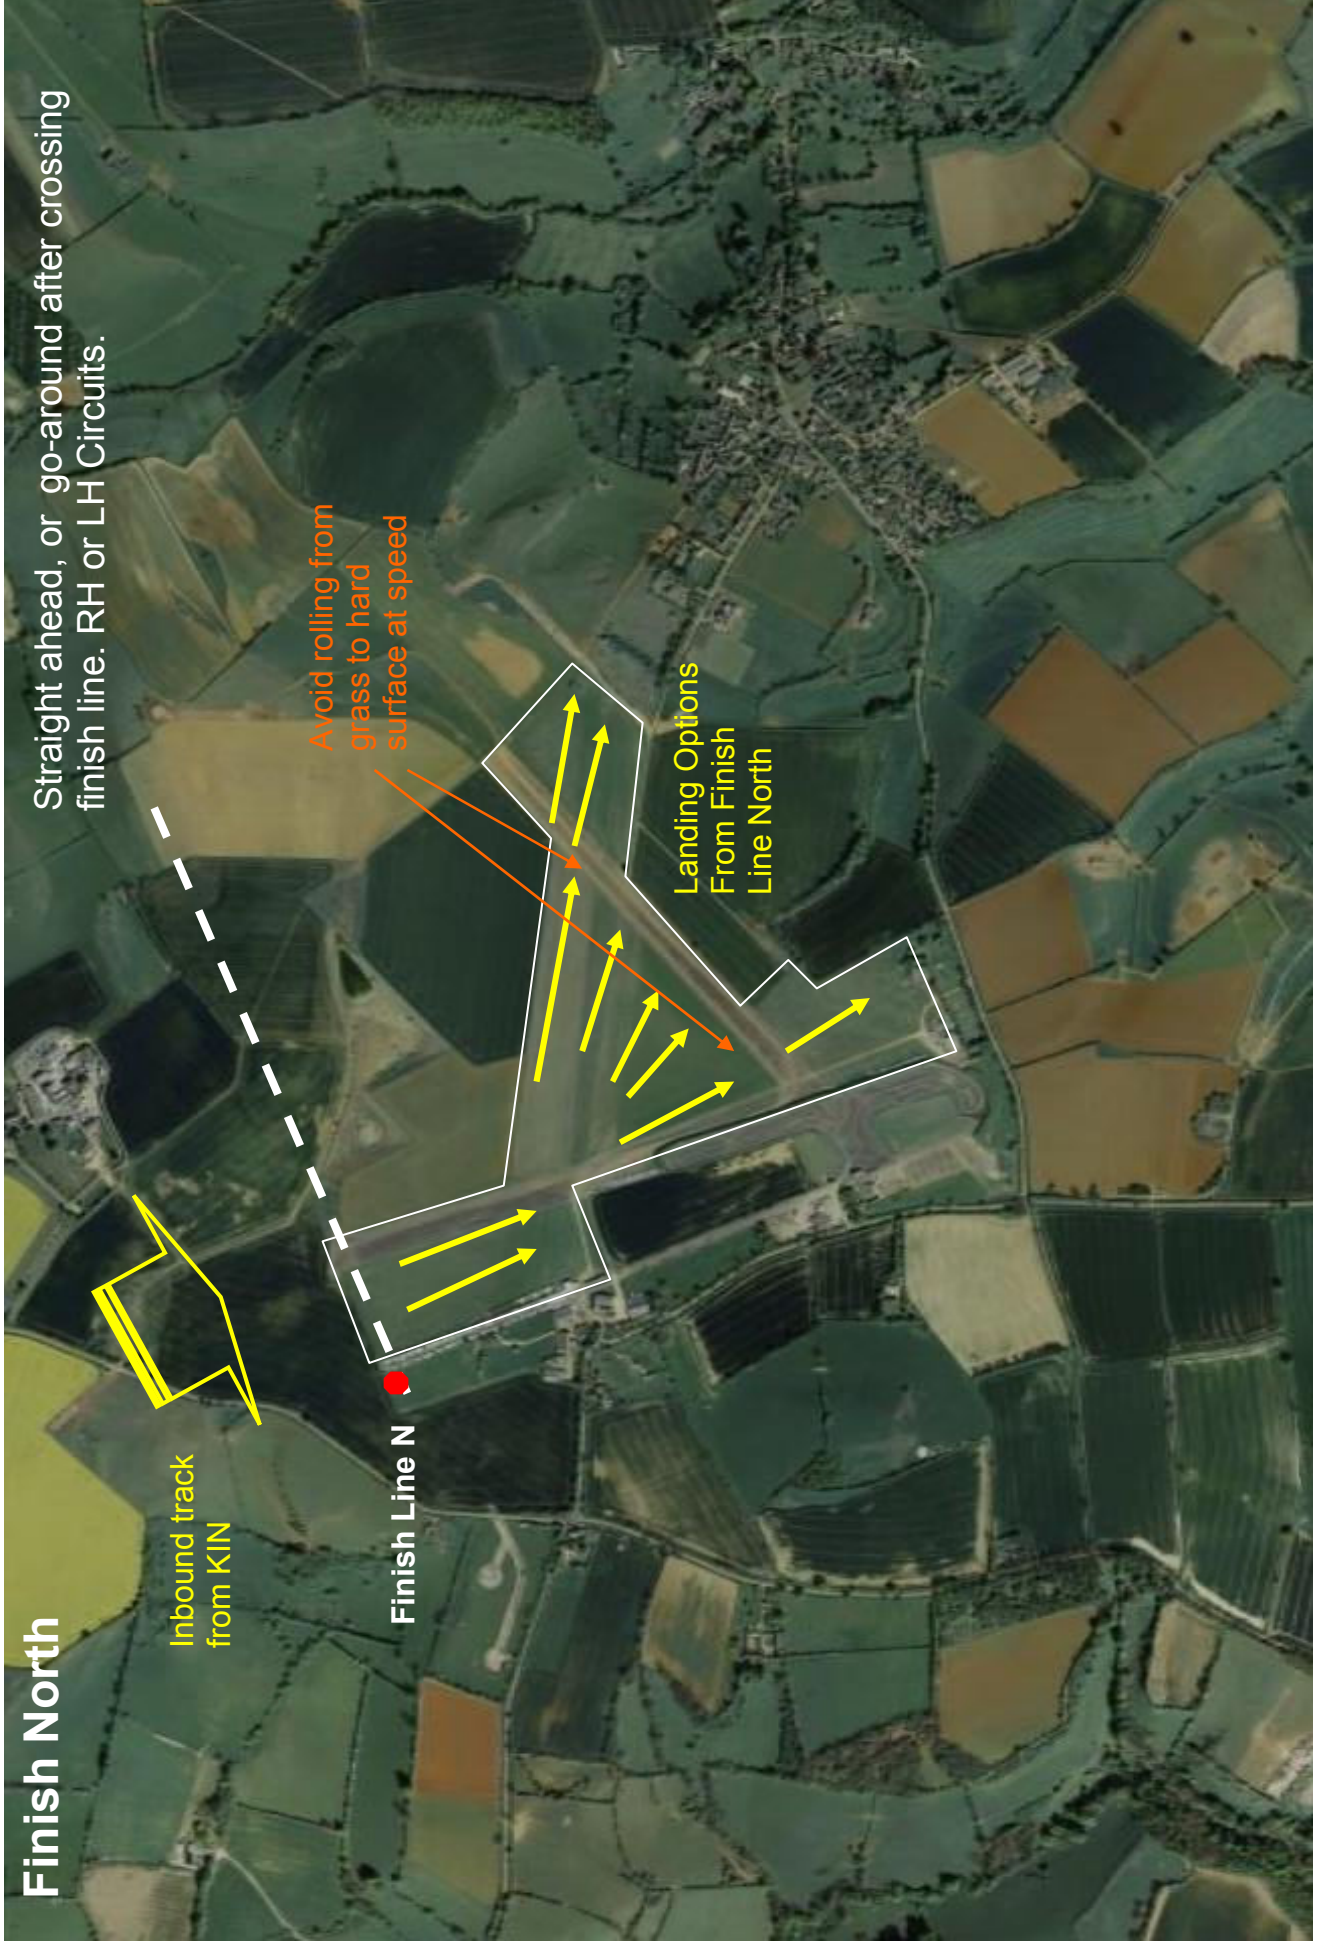 Finish North
Straight ahead, or go-around after crossing
finish line. RH or LH Circuits.
Inbound track
from KIN
Avoid rolling from
grass to hard
surface at speed
Finish Line N
Landing Options
From Finish
Line North